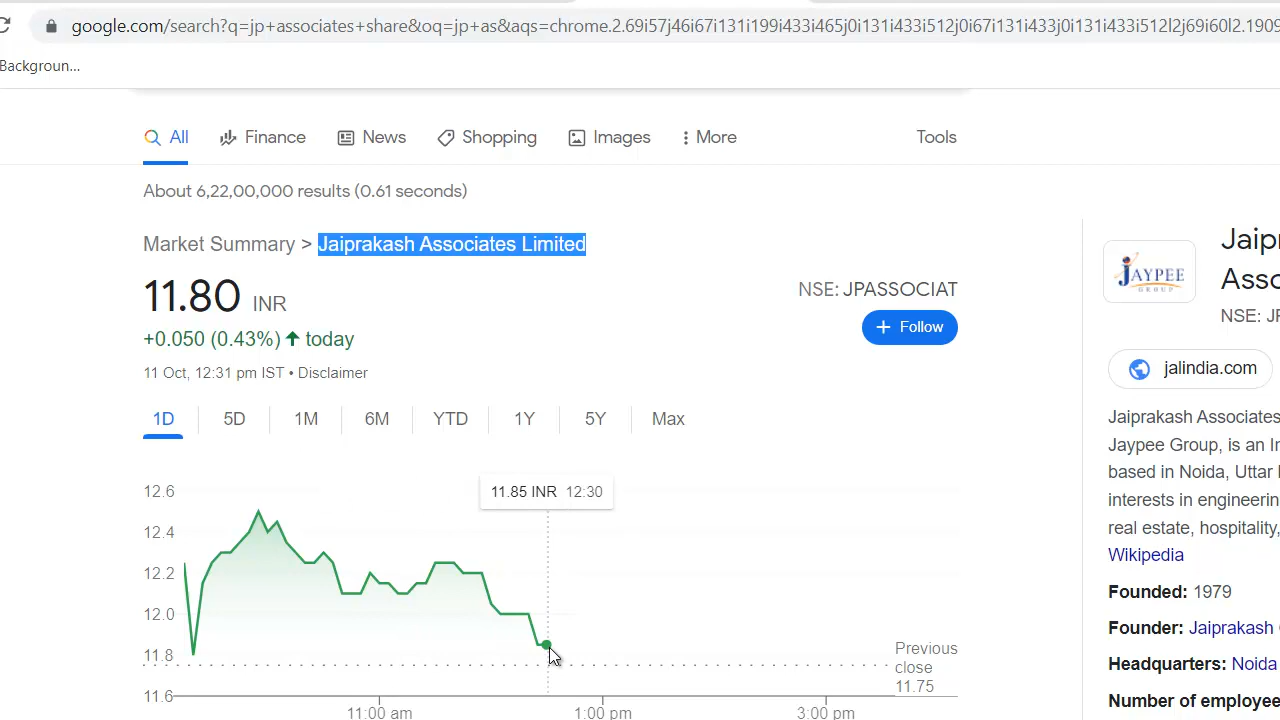 google.com/search?q=jp+associates+share&oq=jp+as&aqs=chrome.2.69i57j46i67i131i199i433i465j0i131i433i512j0i67i131i433j0i131i433i512l2j69i60l2.1909
Backgroun...
All Finance News Shopping Images More Tools
About 6,22,00,000 results (0.61 seconds)
Market Summary > Jaiprakash Associates Limited
11.80 INR
+0.050 (0.43%) today
11 Oct, 12:31 pm IST • Disclaimer
NSE: JPASSOCIAT
+ Follow
1D 5D 1M 6M YTD 1Y 5Y Max
11.85 INR 12:30
12.6
12.4
12.2
12.0
11.8
11.6
Previous
close
11.75
11:00 am 1:00 pm 3:00 pm
JAYPEE
GROUP
Jaip
Asso
NSE: JP
jalindia.com
Jaiprakash Associates
Jaypee Group, is an In
based in Noida, Uttar
interests in engineering
real estate, hospitality,
Wikipedia
Founded: 1979
Founder: Jaiprakash
Headquarters: Noida
Number of employee